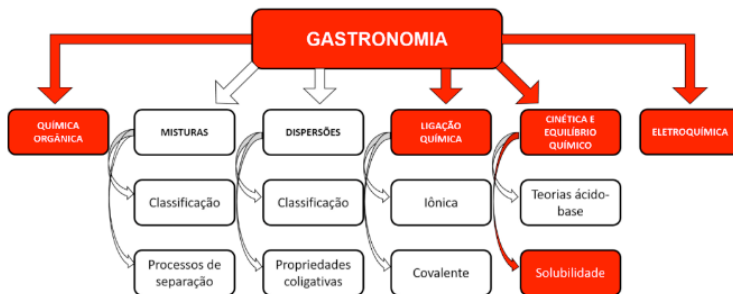 GASTRONOMIA
QUÍMICA
ORGÂNICA
MISTURAS
DISPERSÕES
LIGAÇÃO
QUÍMICA
CINÉTICA E
EQUILÍBRIO
QUÍMICO
ELETROQUÍMICA
Classificação
Classificação
Iônica
Teorias ácido-
base
Processos de
separação
Propriedades
coligativas
Covalente
Solubilidade